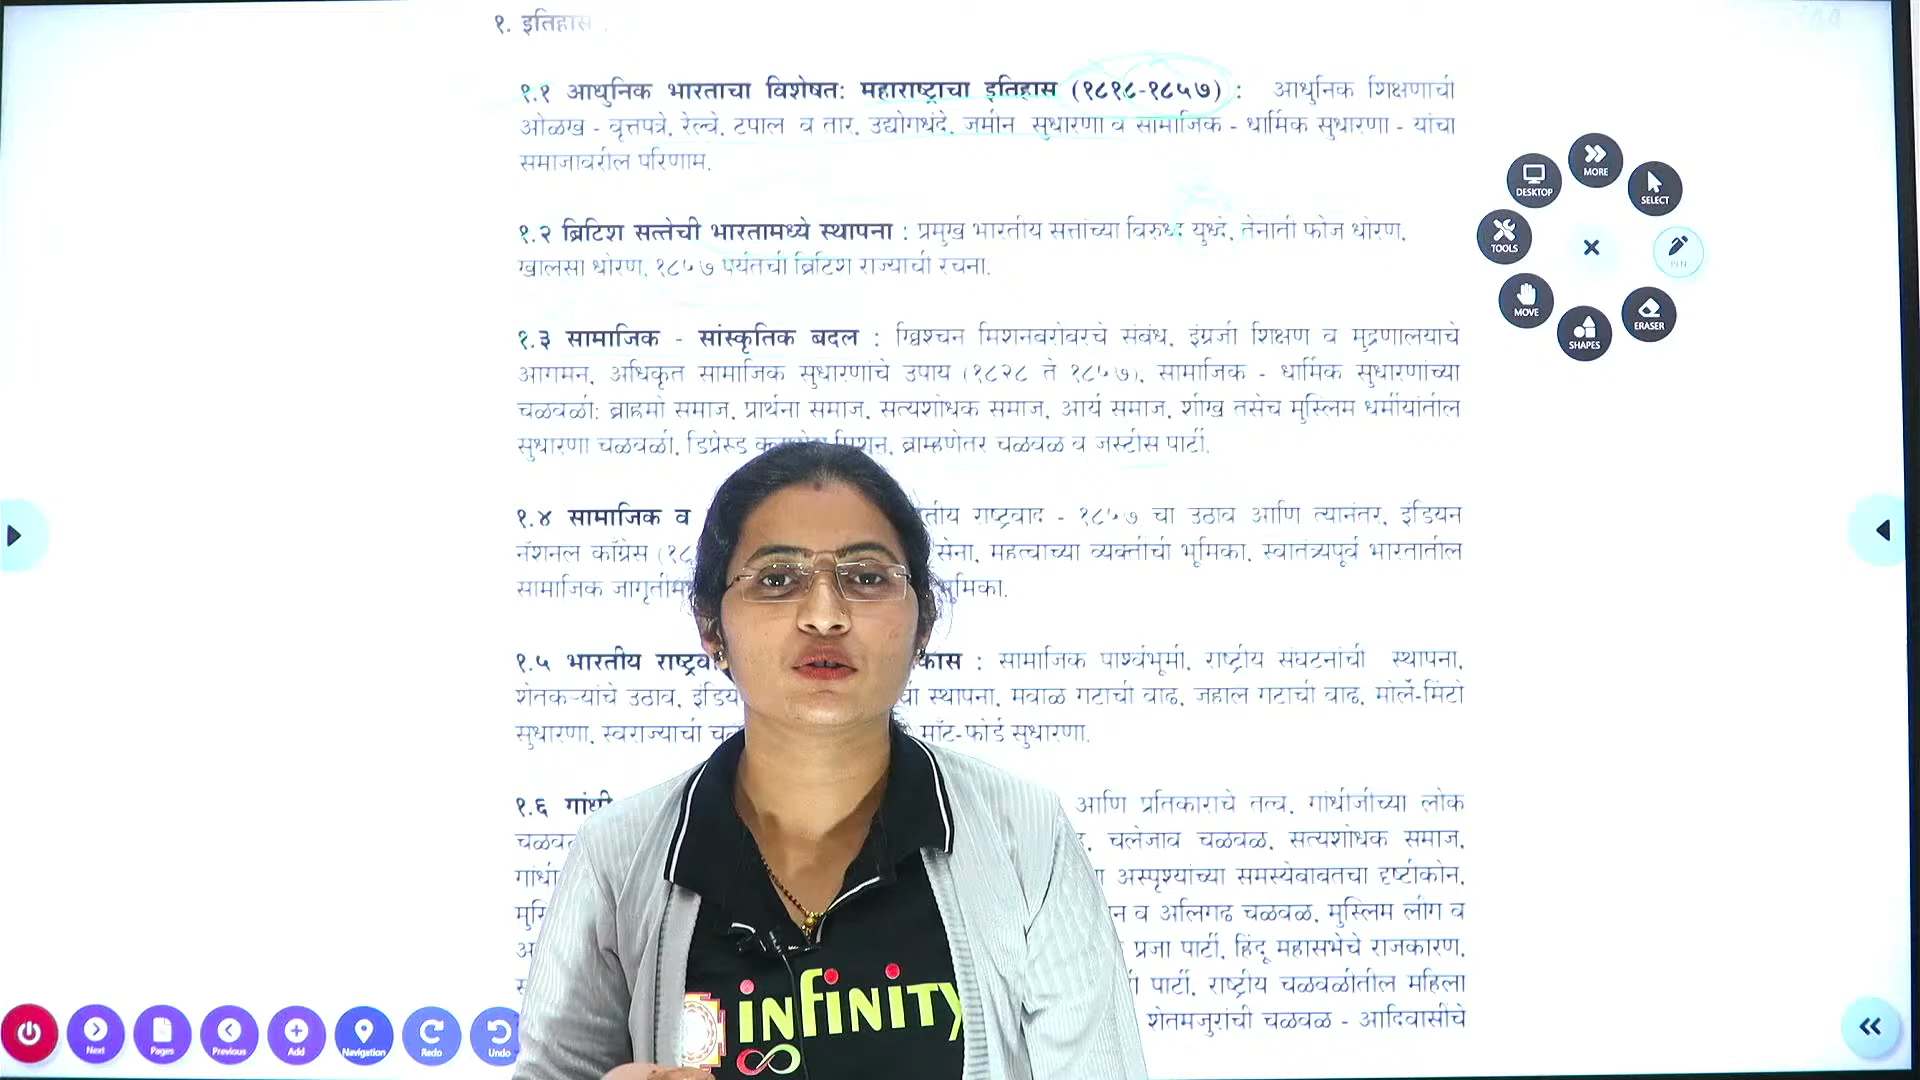 १. इतिहास
१.१ आधुनिक भारताचा विशेषतः महाराष्ट्राचा इतिहास (१८१८-१८५७) : आधुनिक शिक्षणाची
ओळख - वृत्तपत्रे, रेल्वे, टपाल व तार, उद्योगधंदे, जमीन सुधारणा व सामाजिक - धार्मिक सुधारणा - यांचा
समाजावरील परिणाम.
MORE
DESKTOP
SELECT
TOOLS
PEN
MOVE
ERASER
SHAPES
१.२ ब्रिटिश सत्तेची भारतामध्ये स्थापना : प्रमुख भारतीय सत्तांच्या विरुध्द युध्दे, तैनाती फौज धोरण,
खालसा धोरण, १८५७ पर्यंतची ब्रिटिश राज्याची रचना.
१.३ सामाजिक - सांस्कृतिक बदल : ख्रिश्चन मिशनबरोबरचे संबंध, इंग्रजी शिक्षण व मुद्रणालयाचे
आगमन, अधिकृत सामाजिक सुधारणांचे उपाय (१८२८ ते १८५७), सामाजिक - धार्मिक सुधारणांच्या
चळवळी: ब्राह्मो समाज, प्रार्थना समाज, सत्यशोधक समाज, आर्य समाज, शीख तसेच मुस्लिम धर्मीयांतील
सुधारणा चळवळी, डिप्रेस्ड मिशन, ब्राम्हणेतर चळवळ व जस्टीस पार्टी.
१.४ सामाजिक व तीय राष्ट्रवाद - १८५७ चा उठाव आणि त्यानंतर, इंडियन
नॅशनल काँग्रेस (१८ सेना, महत्वाच्या व्यक्तींची भूमिका, स्वातंत्र्यपूर्व भारतातील
सामाजिक जागृतीम भूमिका.
१.५ भारतीय राष्ट्रवा कास : सामाजिक पार्श्वभूमी, राष्ट्रीय संघटनांची स्थापना,
शेतकऱ्यांचे उठाव, इंडिय ची स्थापना, मवाळ गटाची वाढ, जहाल गटाची वाढ, मोर्ले-मिंटो
सुधारणा, स्वराज्याची च माँट-फोर्ड सुधारणा.
१.६ गांधी आणि प्रतिकाराचे तत्व, गांधीजीच्या लोक
चळव चलेजाव चळवळ, सत्यशोधक समाज,
गांधी अस्पृश्यांच्या समस्येबाबतचा दृष्टीकोन,
मुस् न व अलिगढ चळवळ, मुस्लिम लीग व
प्रजा पार्टी, हिंदू महासभेचे राजकारण,
पार्टी, राष्ट्रीय चळवळीतील महिला
शेतमजुरांची चळवळ - आदिवासींचे
Next
Pages
Previous
Add
Navigation
Redo
Undo
INFINITY